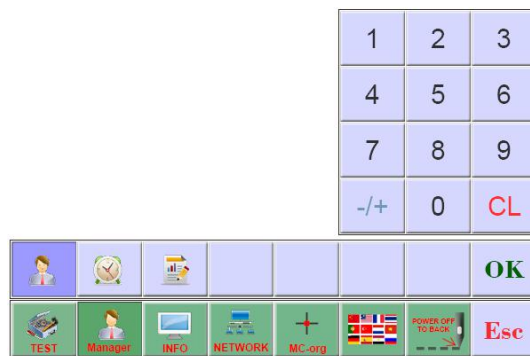 1 2 3
4 5 6
7 8 9
-/+ 0 CL
OK
TEST Manager INFO NETWORK MC-org POWER OFF
TO BACK Esc